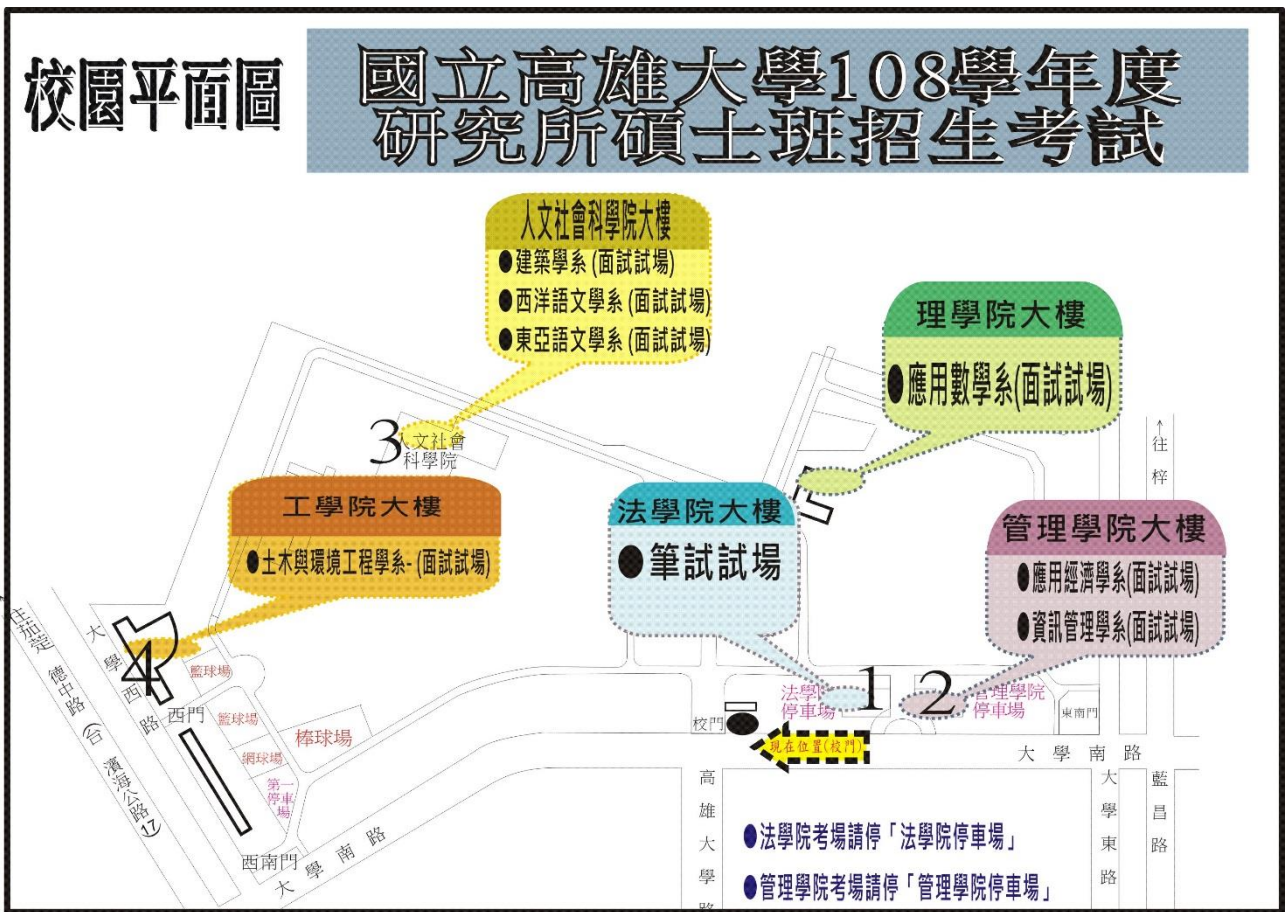 校園平面圖
國立高雄大學108學年度
研究所碩士班招生考試
人文社會科學院大樓
●建築學系(面試試場)
●西洋語文學系(面試試場)
●東亞語文學系(面試試場)
理學院大樓
●應用數學系(面試試場)
3
人文社會
科學院
↑往梓
工學院大樓
●土木與環境工程學系-(面試試場)
法學院大樓
●筆試試場
管理學院大樓
●應用經濟學系(面試試場)
●資訊管理學系(面試試場)
往茄萣
德中路(台濱海公路17)
大學西路
4
籃球場
西門
籃球場
網球場
棒球場
第一
停車場
西南門
大學南路
校門
法學院
停車場
1
2
管理學院
停車場
東南門
現在位置(校門)
大學南路
高雄大學路
大學東路
藍昌路
●法學院考場請停「法學院停車場」
●管理學院考場請停「管理學院停車場」